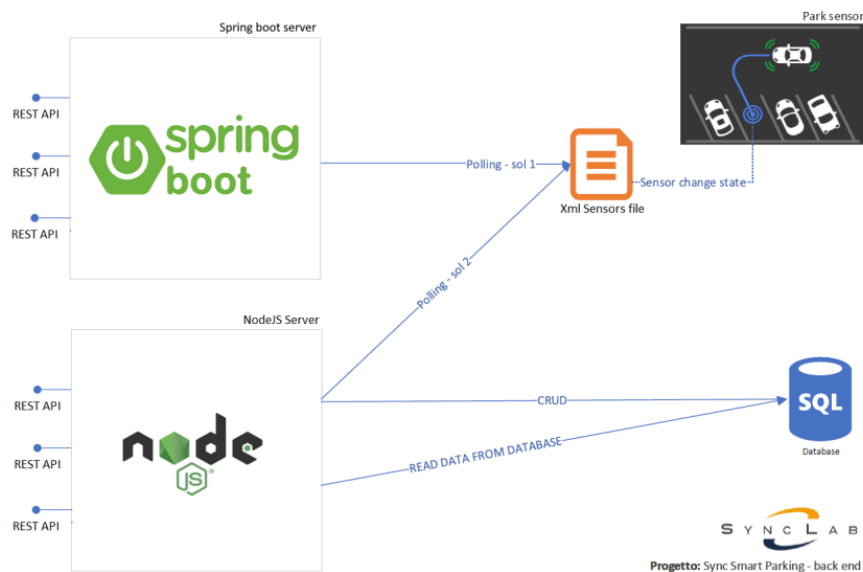 Spring boot server
Park sensor
REST API
REST API
REST API
spring
boot
Polling - sol 1
Xml Sensors file
Sensor change state
Polling - sol 2
NodeJS Server
REST API
REST API
REST API
node
JS
CRUD
READ DATA FROM DATABASE
SQL
Database
SYNCLAB
Progetto: Sync Smart Parking - back end